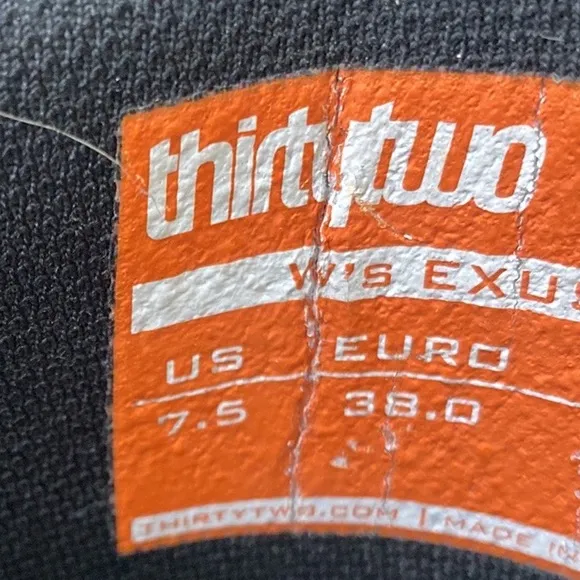 thirtytwo
W'S EXUS
US EURO
7.5 38.0
THIRTYTWO.COM | MADE IN